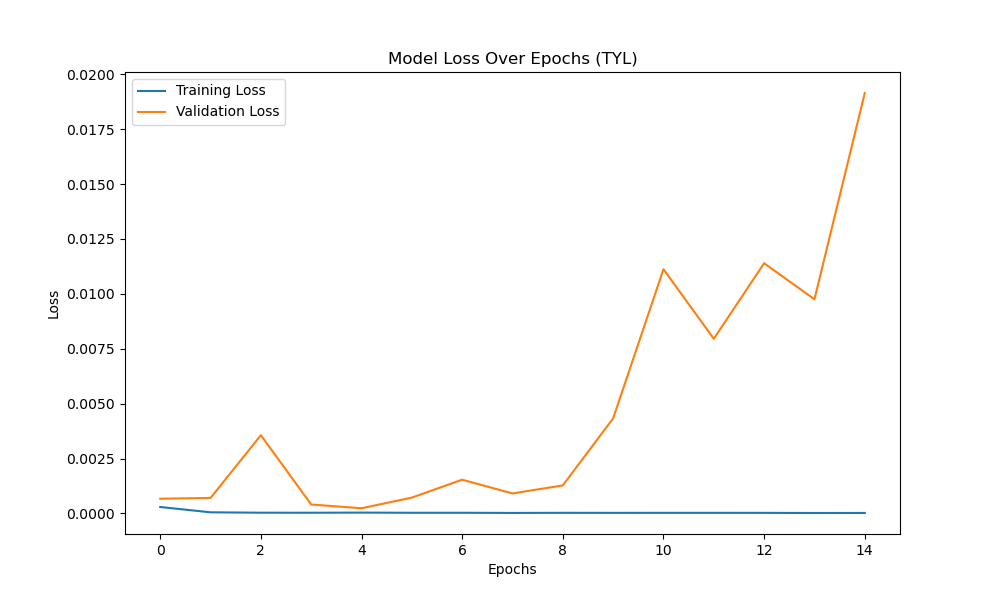 Model Loss Over Epochs (TYL)
Training Loss
Validation Loss
0.0200
0.0175
0.0150
0.0125
0.0100
0.0075
0.0050
0.0025
0.0000
Loss
0 2 4 6 8 10 12 14
Epochs